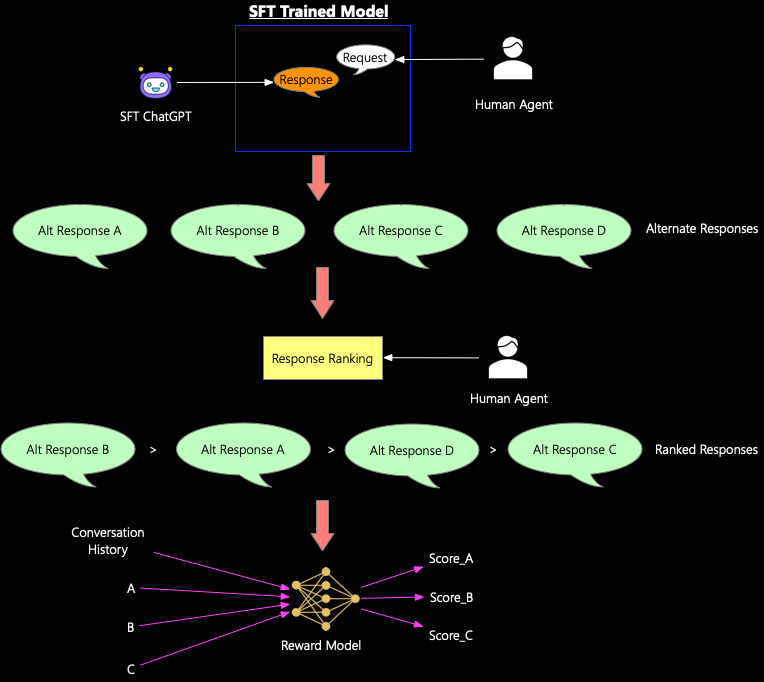 SFT Trained Model
Request
Response
SFT ChatGPT
Human Agent
Alt Response A
Alt Response B
Alt Response C
Alt Response D
Alternate Responses
Response Ranking
Human Agent
Alt Response B
>
Alt Response A
>
Alt Response D
>
Alt Response C
Ranked Responses
Conversation
History
A
B
C
Reward Model
Score_A
Score_B
Score_C